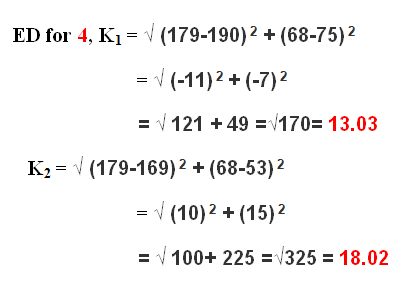 ED for 4, K1 = √ (179-190)² + (68-75)²
= √ (-11)² + (-7)²
= √ 121 + 49 =√170= 13.03
K2 = √ (179-169)² + (68-53)²
= √ (10)² + (15)²
= √ 100+ 225 =√325 = 18.02